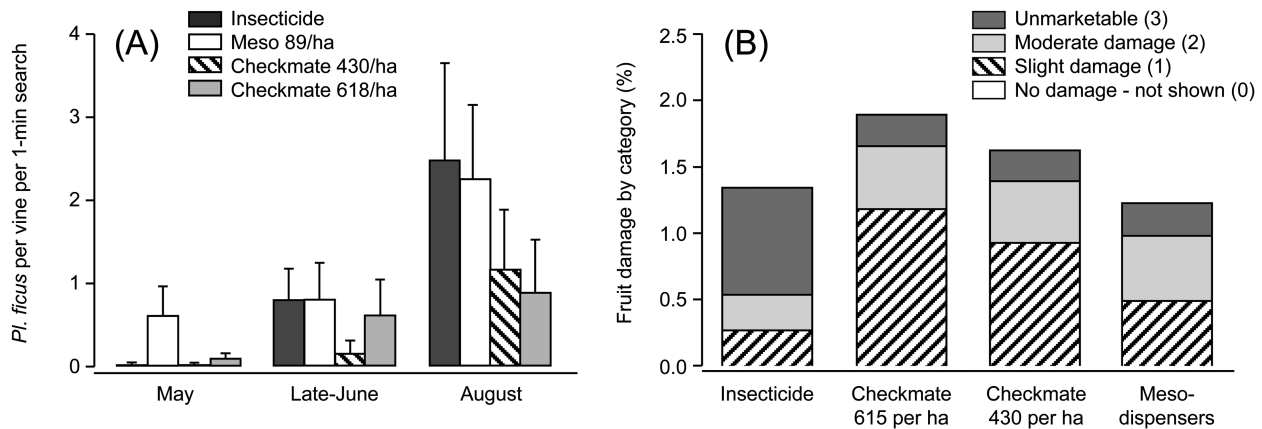 (A)
Insecticide
Meso 89/ha
Checkmate 430/ha
Checkmate 618/ha
Pl. ficus per vine per 1-min search
4
3
2
1
0
May
Late-June
August
(B)
Unmarketable (3)
Moderate damage (2)
Slight damage (1)
No damage - not shown (0)
Fruit damage by category (%)
2.5
2.0
1.5
1.0
0.5
0.0
Insecticide
Checkmate
615 per ha
Checkmate
430 per ha
Meso-
dispensers